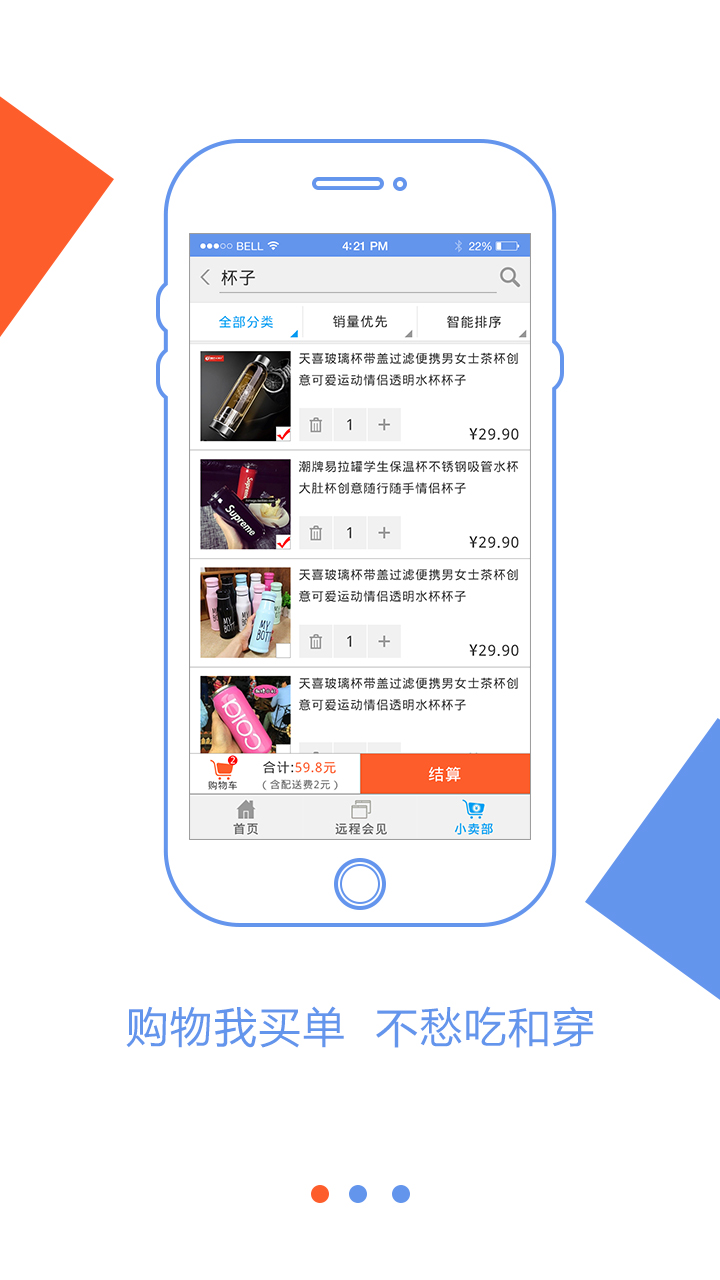 BELL
4:21 PM
22%
杯子
全部分类
销量优先
智能排序
天喜玻璃杯带盖过滤便携男女士茶杯创
意可爱运动情侣透明水杯杯子
1
¥29.90
潮牌易拉罐学生保温杯不锈钢吸管水杯
大肚杯创意随行随手情侣杯子
Supreme
Supreme
1
¥29.90
天喜玻璃杯带盖过滤便携男女士茶杯创
意可爱运动情侣透明水杯杯子
MY
BOTT
1
¥29.90
天喜玻璃杯带盖过滤便携男女士茶杯创
意可爱运动情侣透明水杯杯子
cola
2
购物车
合计:59.8元
(含配送费2元)
结算
首页
远程会见
小卖部
购物我买单 不愁吃和穿